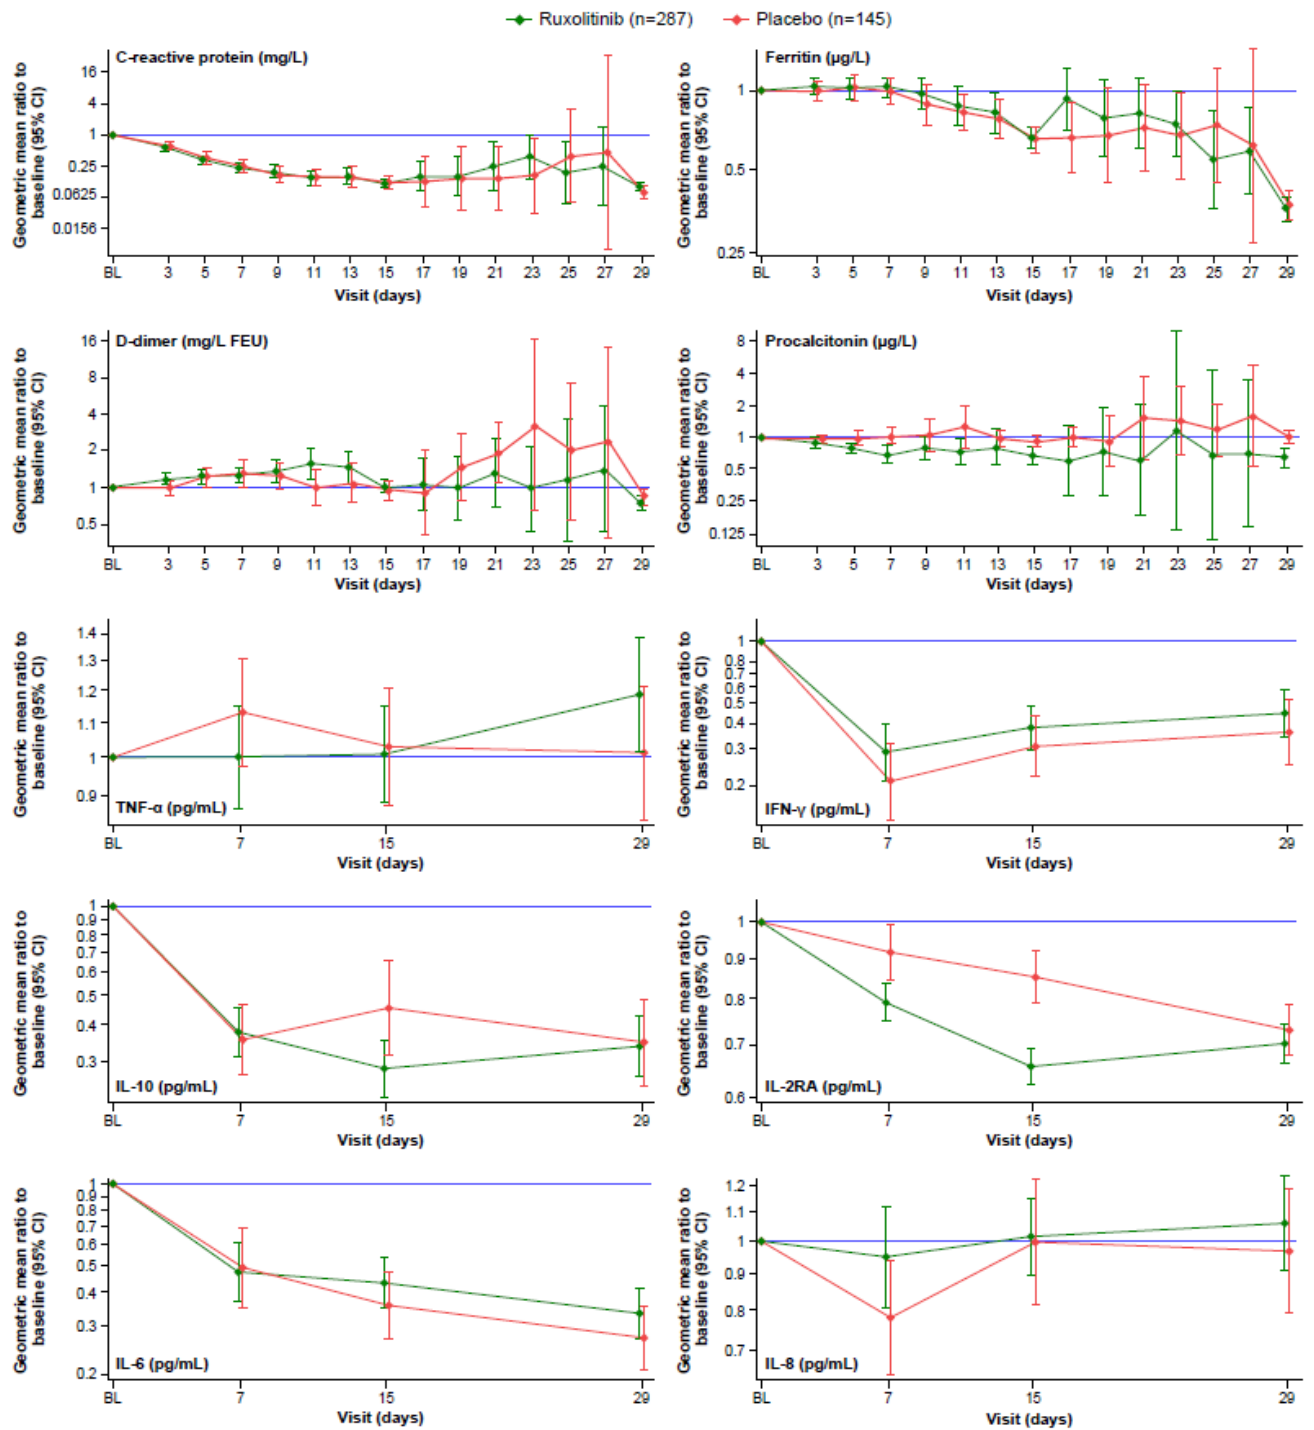 Ruxolitinib (n=287) Placebo (n=145)
C-reactive protein (mg/L)
Geometric mean ratio to
baseline (95% CI)
16
4
1
0.25
0.0625
0.0156
BL 3 5 7 9 11 13 15 17 19 21 23 25 27 29
Visit (days)
Ferritin (µg/L)
Geometric mean ratio to
baseline (95% CI)
1
0.5
0.25
BL 3 5 7 9 11 13 15 17 19 21 23 25 27 29
Visit (days)
D-dimer (mg/L FEU)
Geometric mean ratio to
baseline (95% CI)
16
8
4
2
1
0.5
BL 3 5 7 9 11 13 15 17 19 21 23 25 27 29
Visit (days)
Procalcitonin (µg/L)
Geometric mean ratio to
baseline (95% CI)
8
4
2
1
0.5
0.25
0.125
BL 3 5 7 9 11 13 15 17 19 21 23 25 27 29
Visit (days)
Geometric mean ratio to
baseline (95% CI)
1.4
1.3
1.2
1.1
1
0.9
TNF-α (pg/mL)
BL 7 15 29
Visit (days)
Geometric mean ratio to
baseline (95% CI)
1
0.8
0.7
0.6
0.5
0.4
0.3
0.2
IFN-γ (pg/mL)
BL 7 15 29
Visit (days)
Geometric mean ratio to
baseline (95% CI)
1
0.9
0.8
0.7
0.6
0.5
0.4
0.3
IL-10 (pg/mL)
BL 7 15 29
Visit (days)
Geometric mean ratio to
baseline (95% CI)
1
0.9
0.8
0.7
0.6
IL-2RA (pg/mL)
BL 7 15 29
Visit (days)
Geometric mean ratio to
baseline (95% CI)
1
0.9
0.8
0.7
0.6
0.5
0.4
0.3
0.2
IL-6 (pg/mL)
BL 7 15 29
Visit (days)
Geometric mean ratio to
baseline (95% CI)
1.2
1.1
1
0.9
0.8
0.7
IL-8 (pg/mL)
BL 7 15 29
Visit (days)